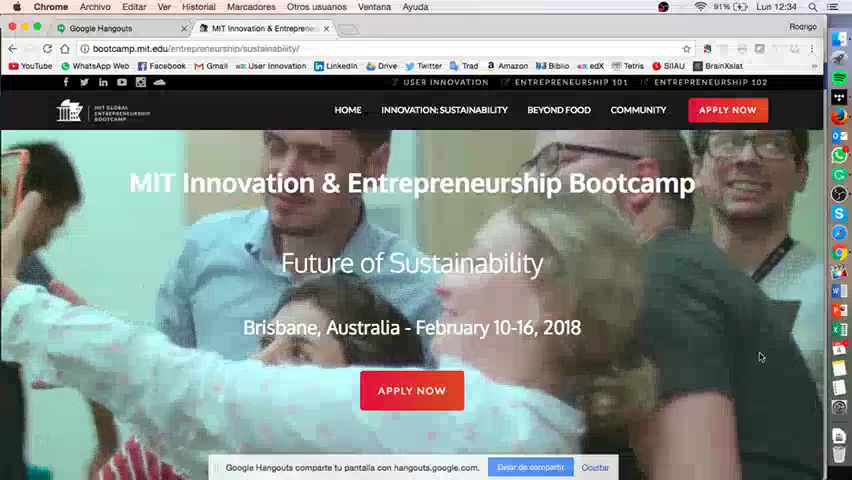 Chrome Archivo Editar Ver Historial Marcadores Otros usuarios Ventana Ayuda 91% Lun 12:34
Google Hangouts MIT Innovation & Entreprene Rodrigo
bootcamp.mit.edu/entrepreneurship/sustainability/
YouTube WhatsApp Web Facebook Gmail User Innovation LinkedIn Drive Twitter Trad Amazon Biblio edX Tetris SIIAU BrainXslat
USER INNOVATION ENTREPRENEURSHIP 101 ENTREPRENEURSHIP 102
MIT GLOBAL
ENTREPRENEURSHIP
BOOTCAMP
HOME INNOVATION: SUSTAINABILITY BEYOND FOOD COMMUNITY APPLY NOW
MIT Innovation & Entrepreneurship Bootcamp
Future of Sustainability
Brisbane, Australia - February 10-16, 2018
APPLY NOW
Google Hangouts comparte tu pantalla con hangouts.google.com. Dejar de compartir Ocultar